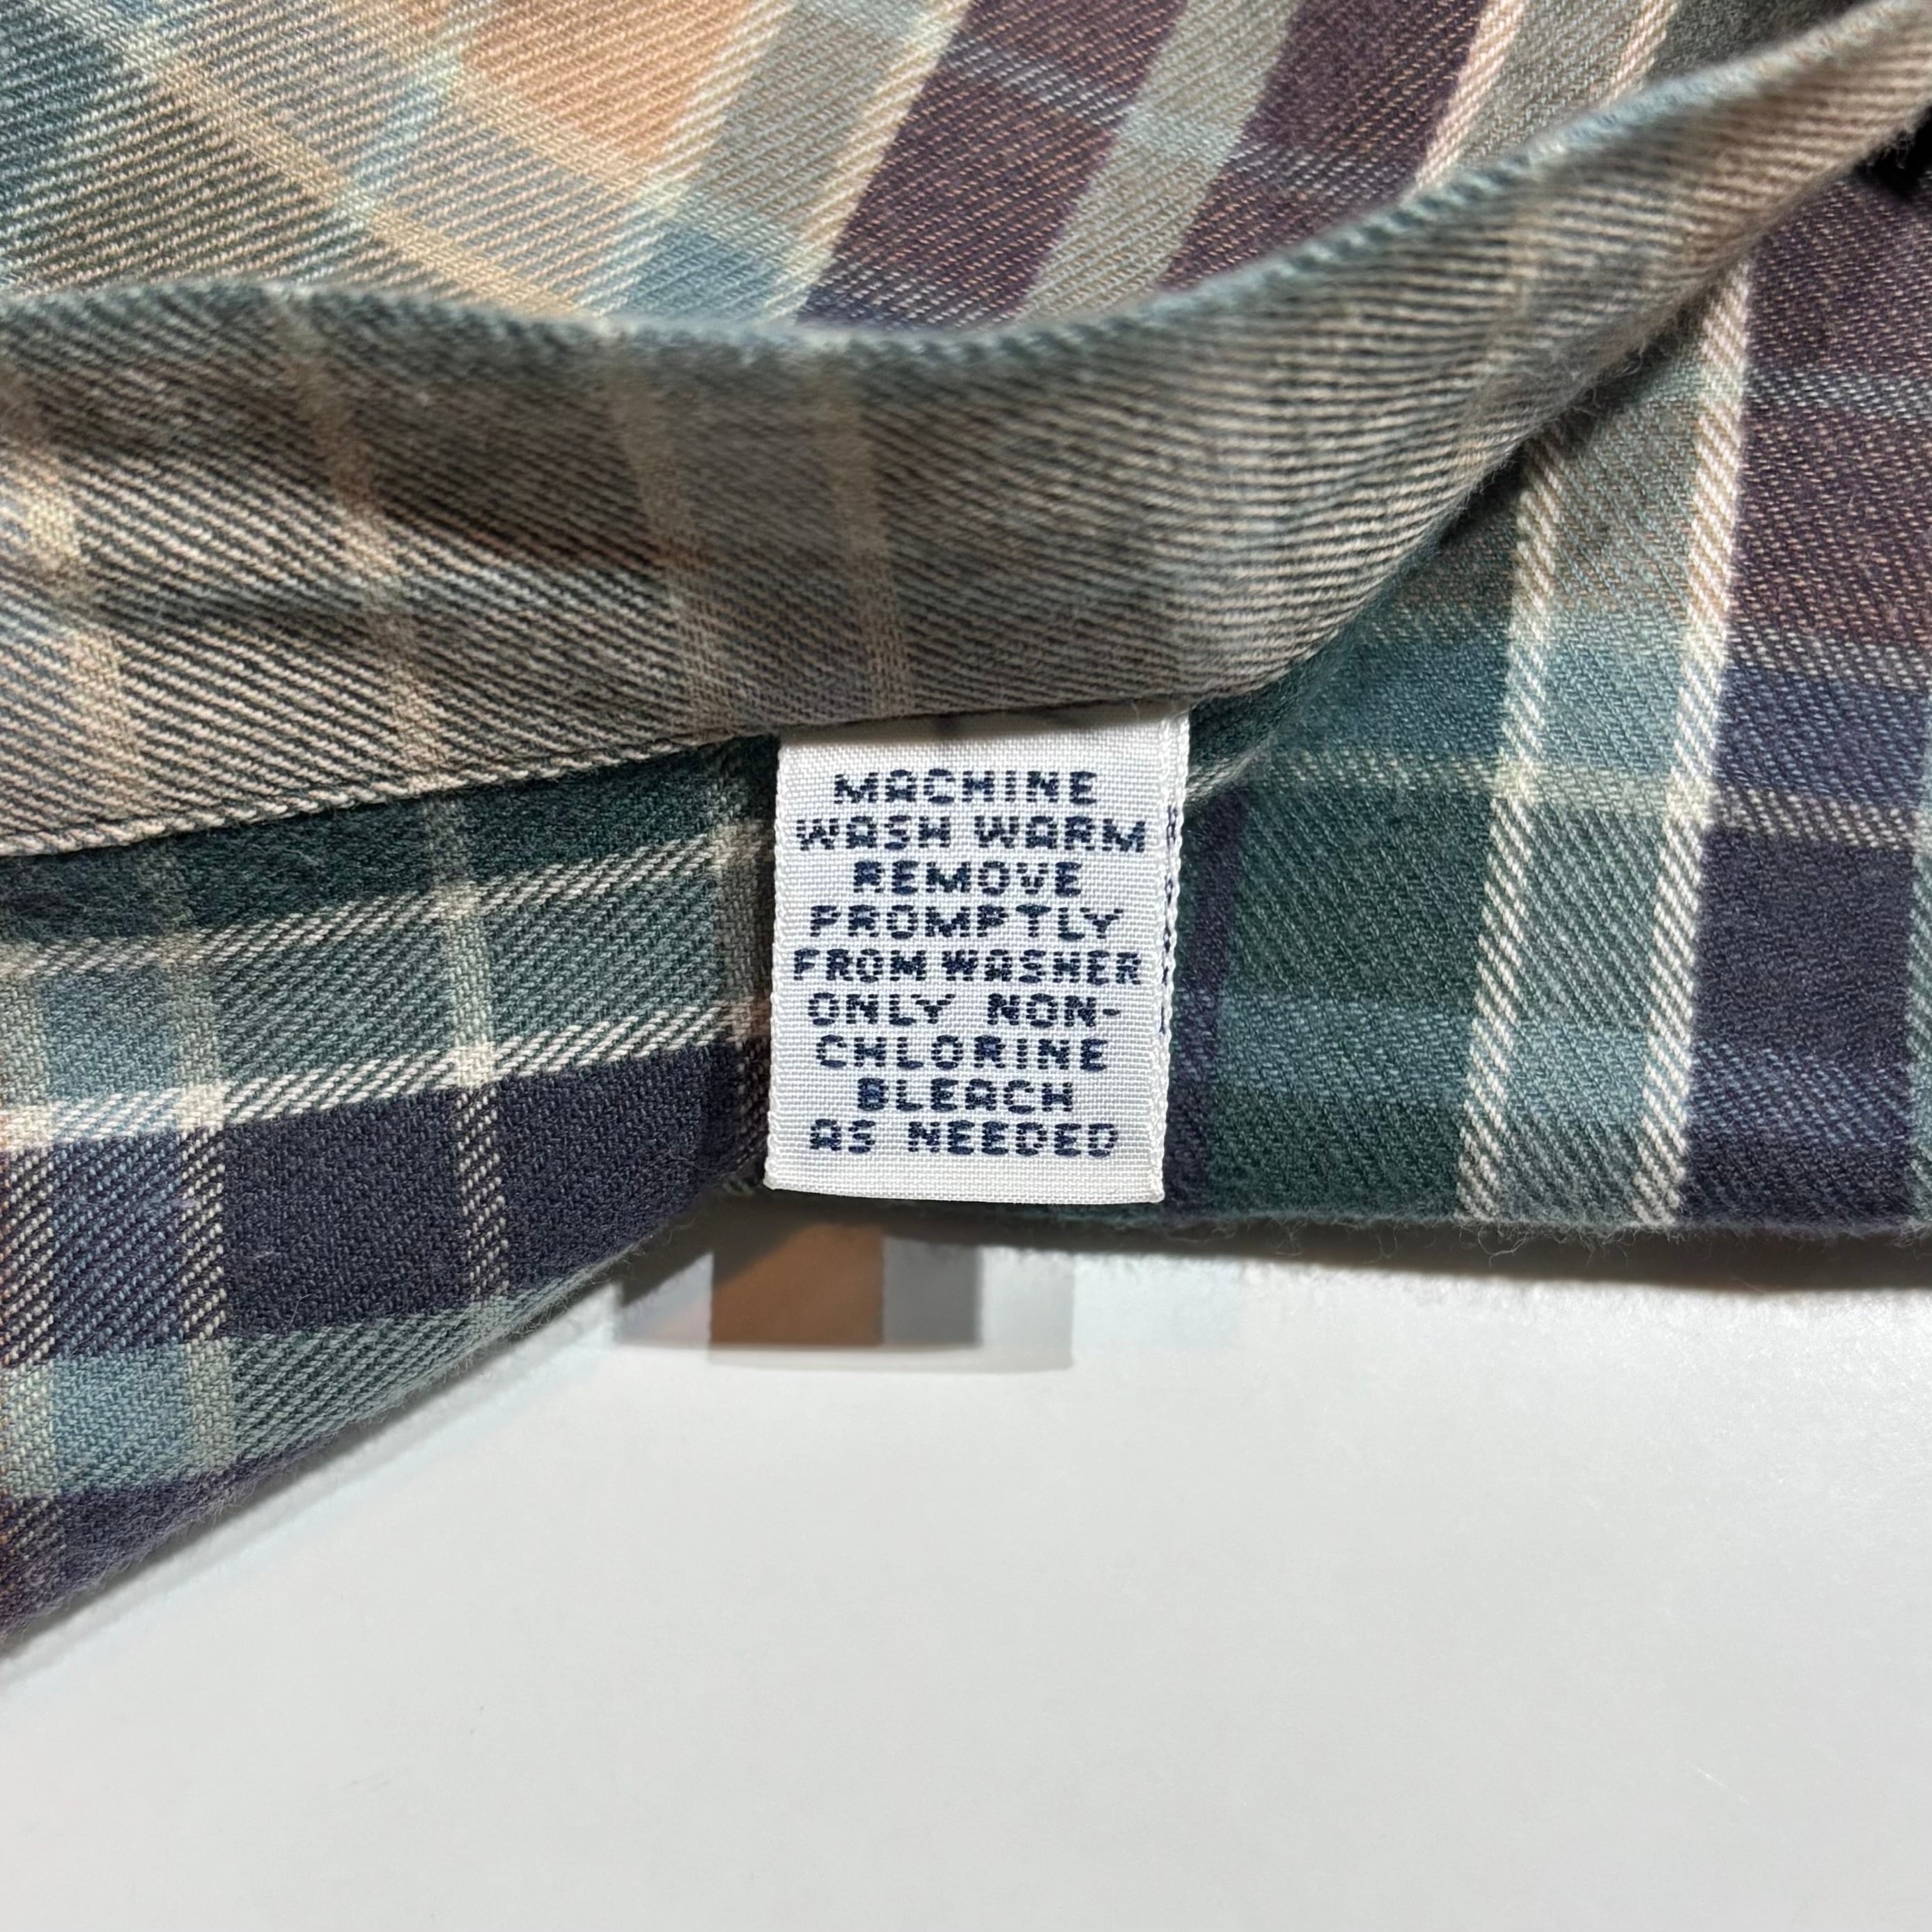 MACHINE
WASH WARM
REMOVE
PROMPTLY
FROM WASHER
ONLY NON-
CHLORINE
BLEACH
AS NEEDED